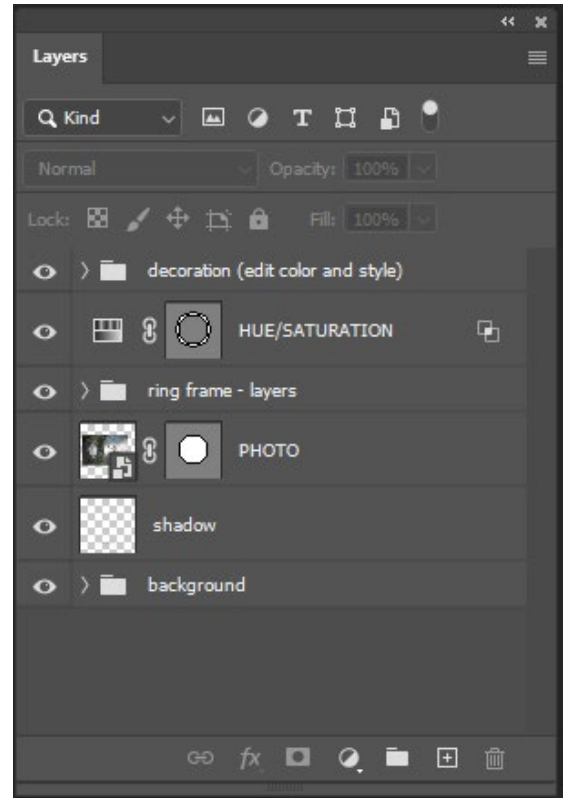 Layers
Kind
Normal Opacity: 100%
Lock: Fill: 100%
decoration (edit color and style)
HUE/SATURATION
ring frame - layers
PHOTO
shadow
background
fx